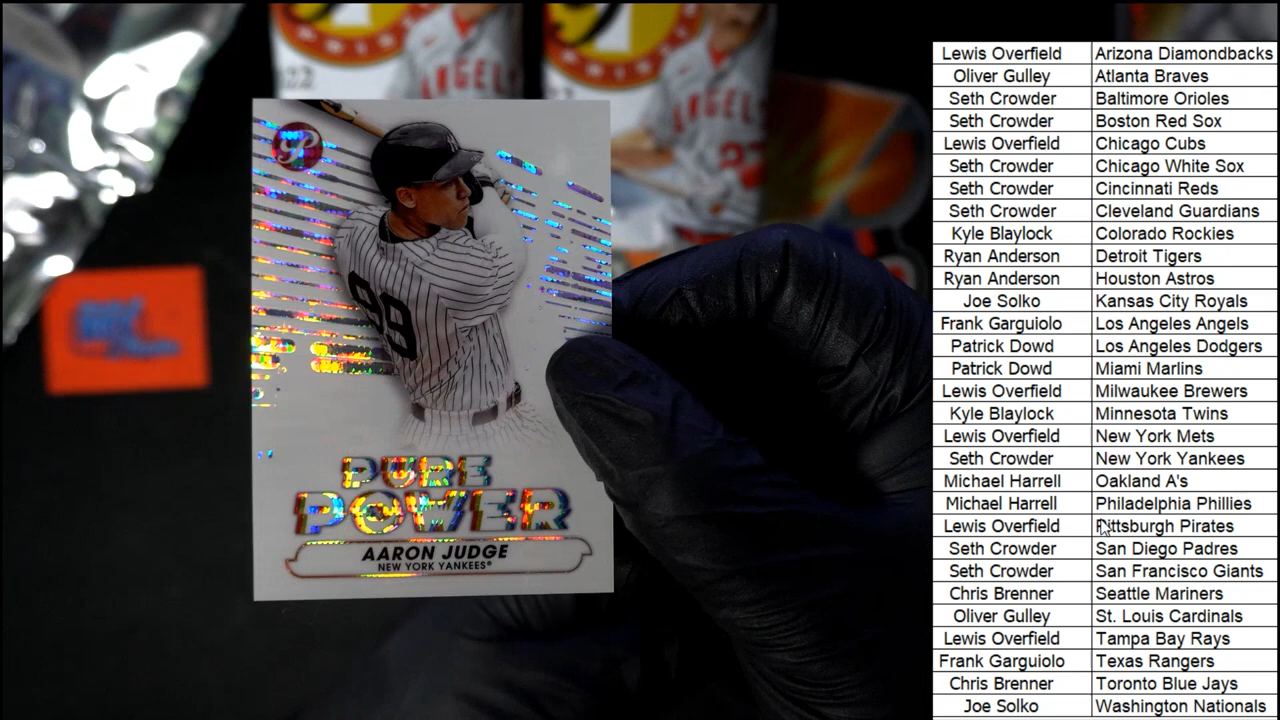 22
ANGELS
ANGELS
27
P
99
PURE
POWER
AARON JUDGE
NEW YORK YANKEES®
Lewis Overfield Arizona Diamondbacks
Oliver Gulley Atlanta Braves
Seth Crowder Baltimore Orioles
Seth Crowder Boston Red Sox
Lewis Overfield Chicago Cubs
Seth Crowder Chicago White Sox
Seth Crowder Cincinnati Reds
Seth Crowder Cleveland Guardians
Kyle Blaylock Colorado Rockies
Ryan Anderson Detroit Tigers
Ryan Anderson Houston Astros
Joe Solko Kansas City Royals
Frank Garguiolo Los Angeles Angels
Patrick Dowd Los Angeles Dodgers
Patrick Dowd Miami Marlins
Lewis Overfield Milwaukee Brewers
Kyle Blaylock Minnesota Twins
Lewis Overfield New York Mets
Seth Crowder New York Yankees
Michael Harrell Oakland A's
Michael Harrell Philadelphia Phillies
Lewis Overfield Pittsburgh Pirates
Seth Crowder San Diego Padres
Seth Crowder San Francisco Giants
Chris Brenner Seattle Mariners
Oliver Gulley St. Louis Cardinals
Lewis Overfield Tampa Bay Rays
Frank Garguiolo Texas Rangers
Chris Brenner Toronto Blue Jays
Joe Solko Washington Nationals